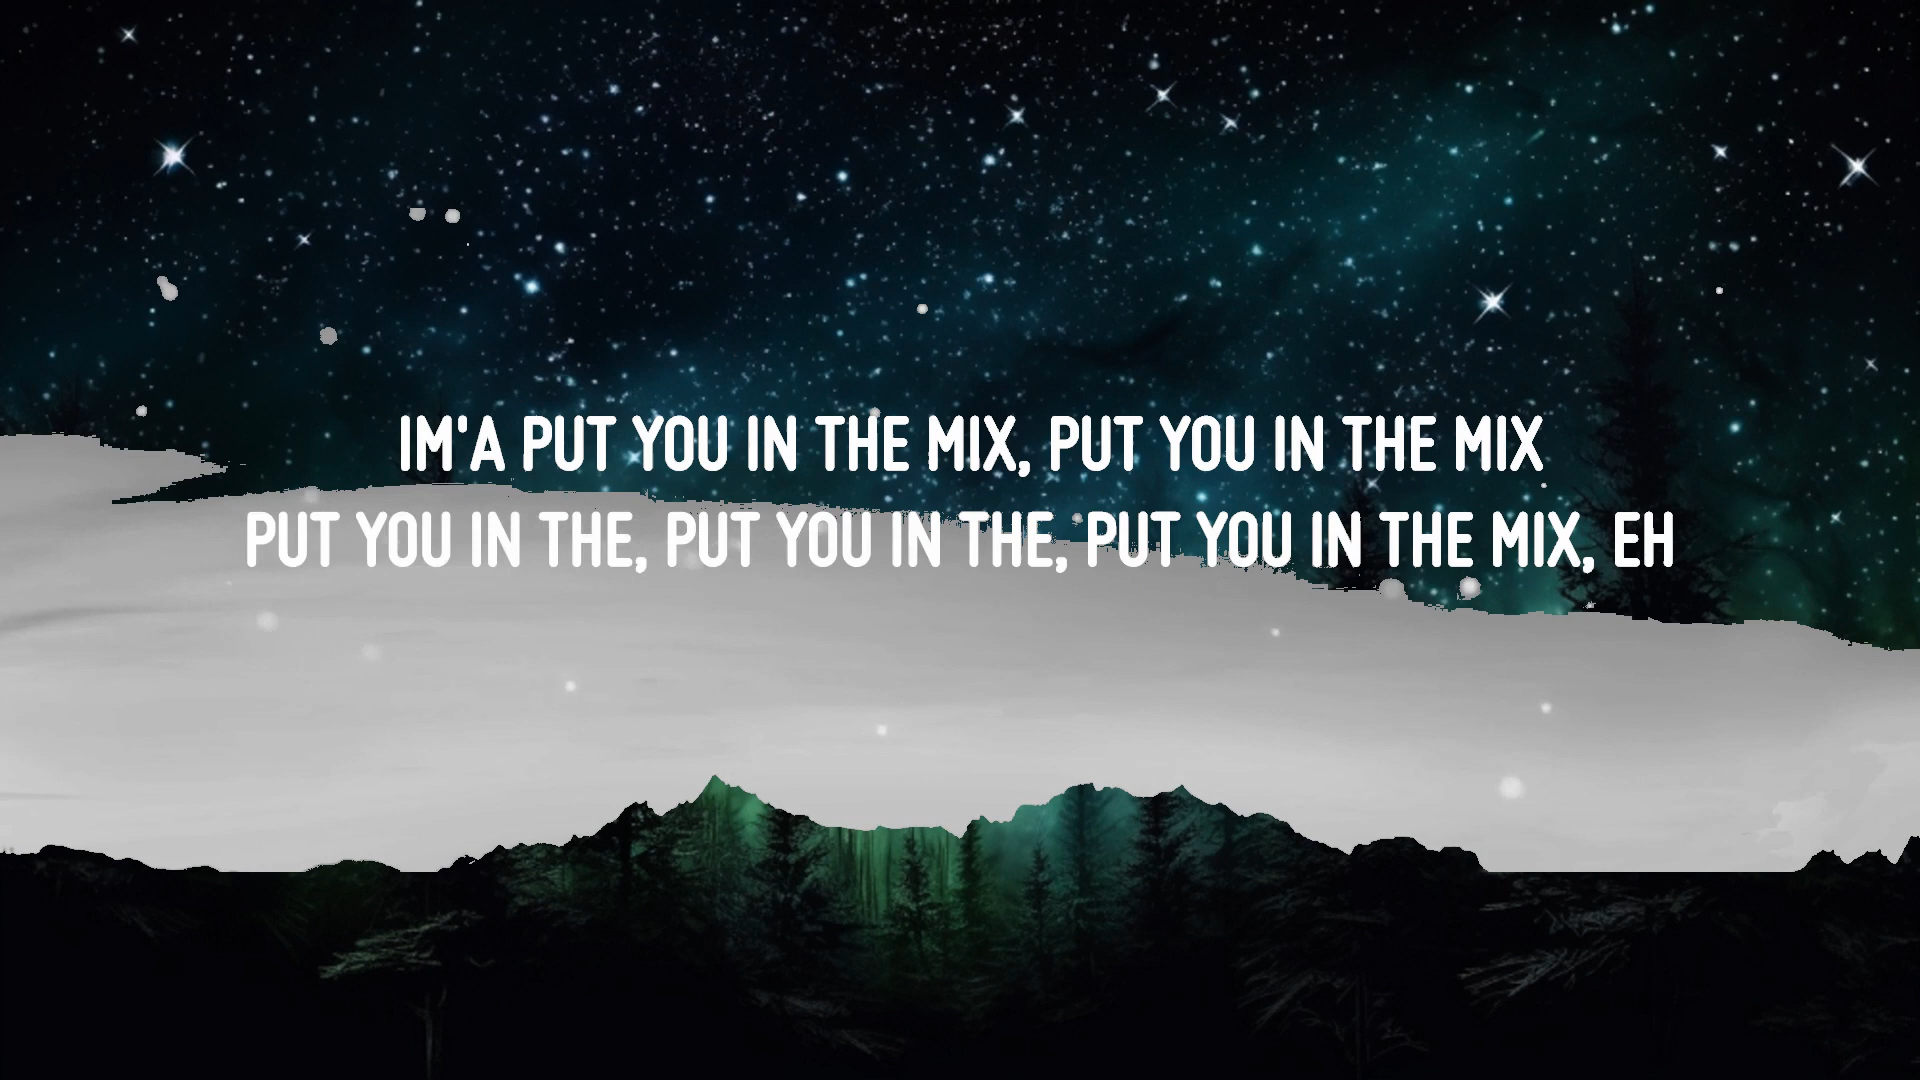 IM'A PUT YOU IN THE MIX, PUT YOU IN THE MIX
PUT YOU IN THE, PUT YOU IN THE, PUT YOU IN THE MIX, EH